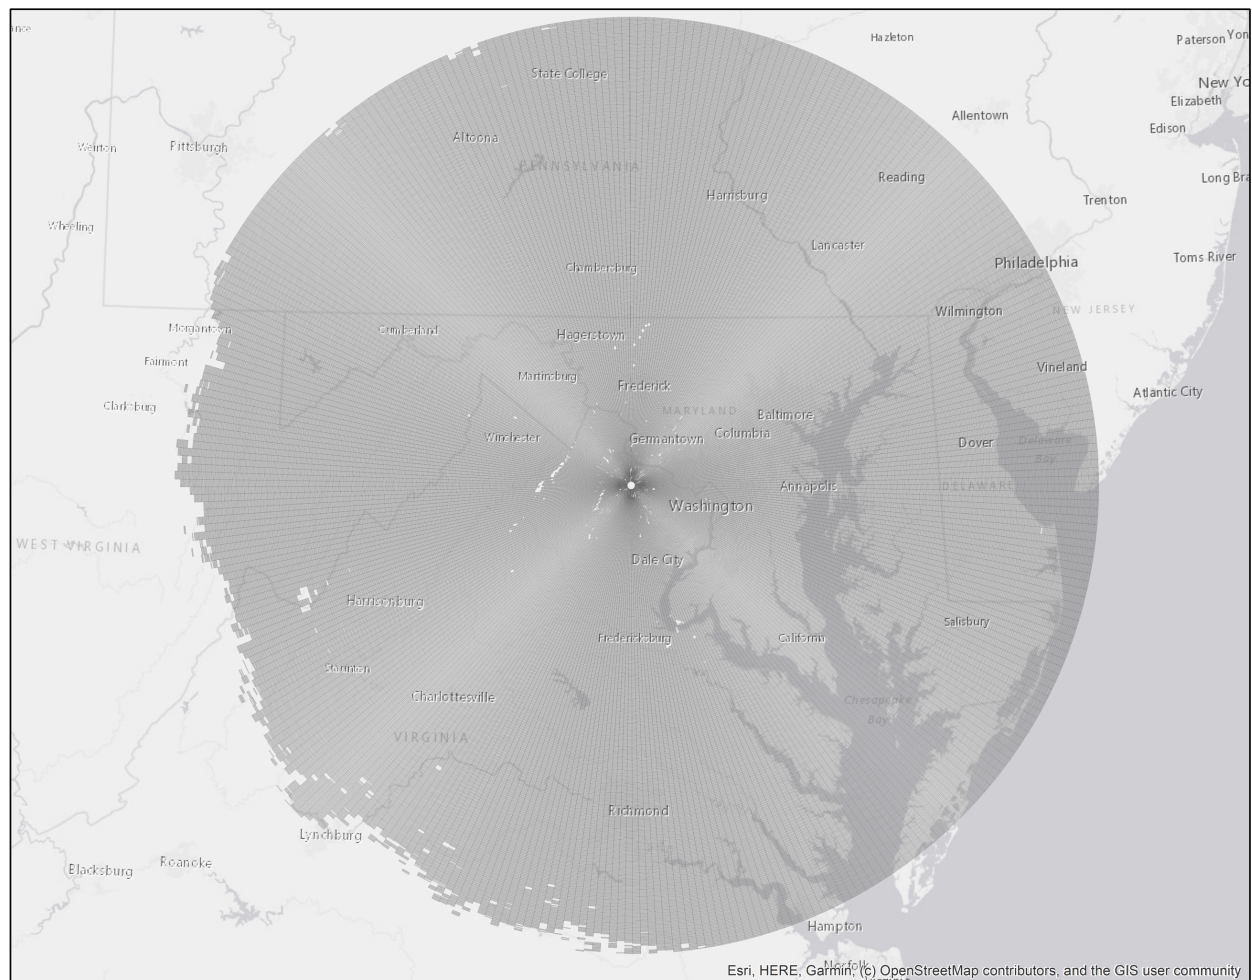 Hazleton
Paterson
State College
New Yo
Elizabeth
Allentown
Edison
Altoona
Weirton
Pittsburgh
PENNSYLVANIA
Reading
Long Bra
Harrisburg
Trenton
Wheeling
Lancaster
Toms River
Philadelphia
Chambersburg
NEW JERSEY
Wilmington
Morgantown
Cumberland
Hagerstown
Fairmont
Vineland
Martinsburg
Frederick
Atlantic City
Clarksburg
MARYLAND
Baltimore
Winchester
Germantown
Columbia
Dover
Delaware
Bay
Annapolis
DELAWARE
Washington
WEST VIRGINIA
Dale City
Harrisonburg
Salisbury
Fredericksburg
California
Staunton
Charlottesville
Chesapeake
Bay
VIRGINIA
Richmond
Lynchburg
Roanoke
Blacksburg
Hampton
Norfolk
Esri, HERE, Garmin, (c) OpenStreetMap contributors, and the GIS user community